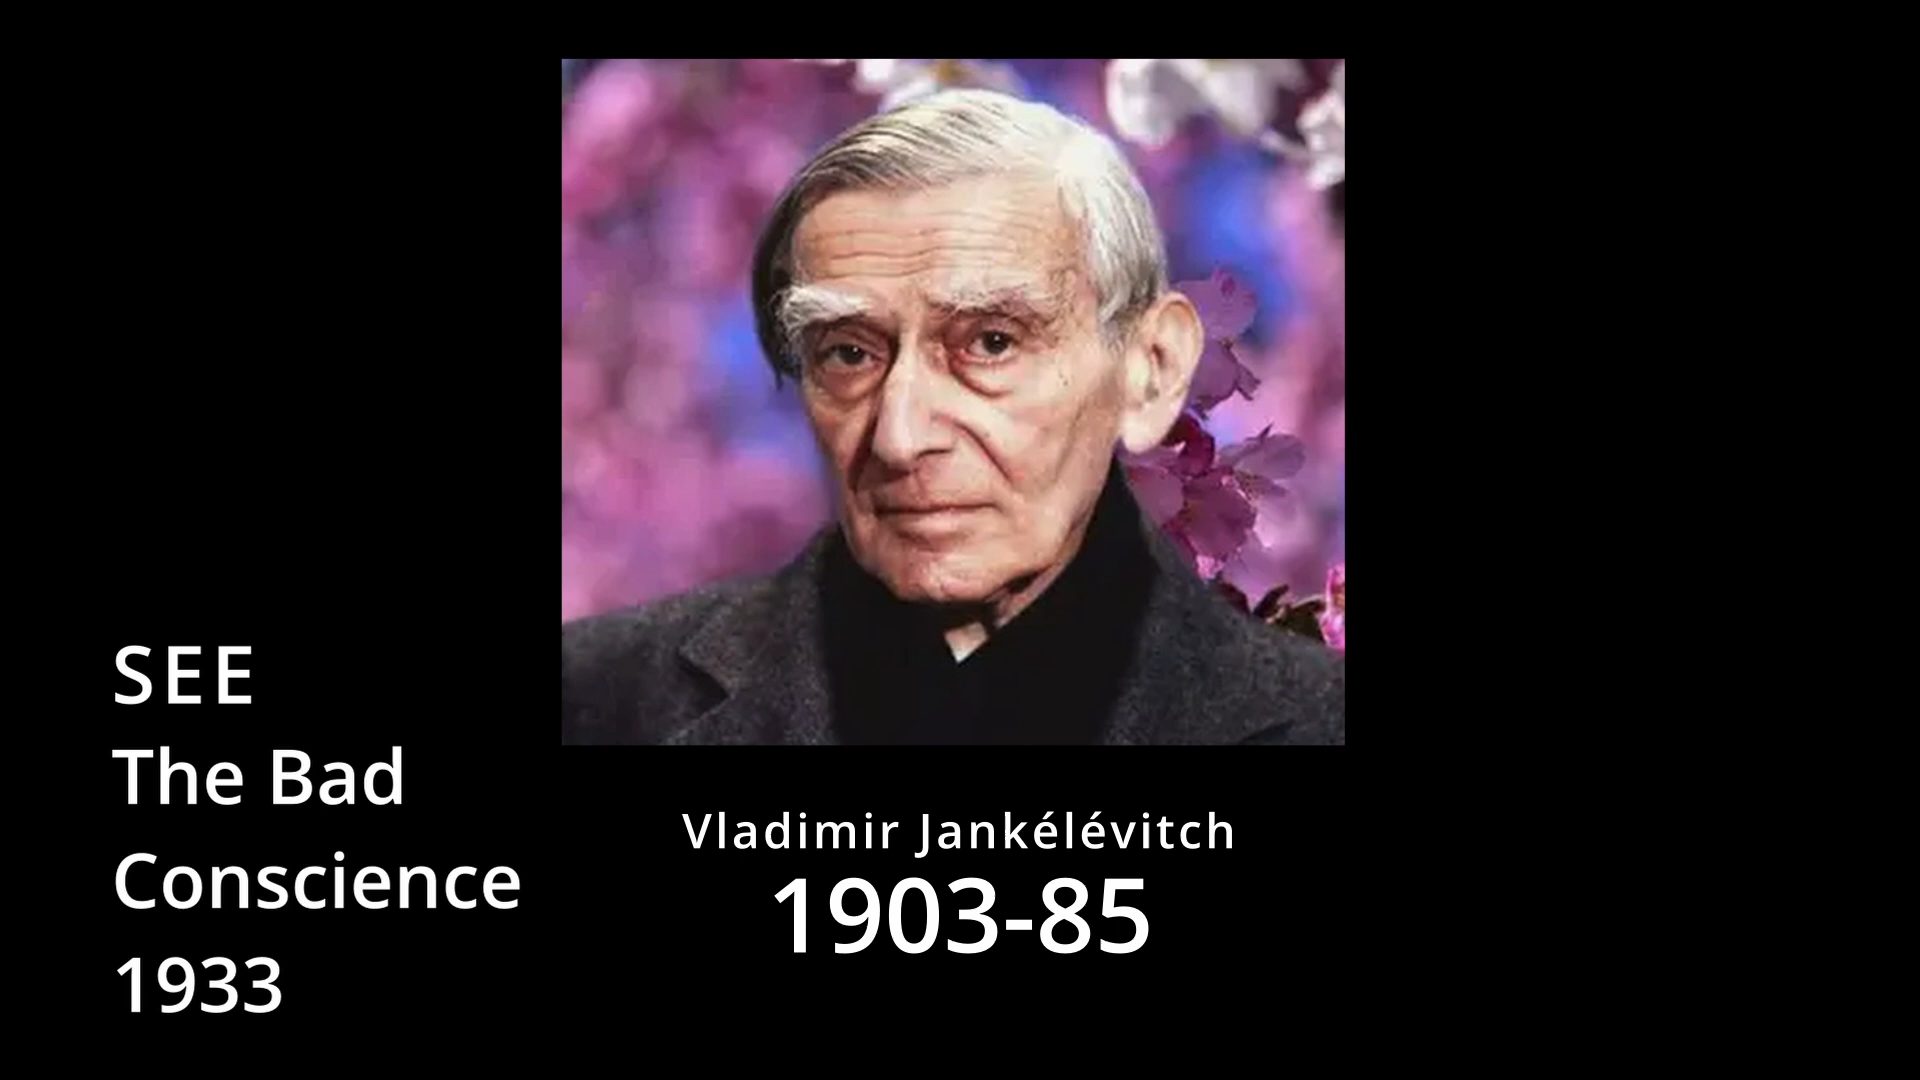 SEE
The Bad
Conscience
1933
Vladimir Jankélévitch
1903-85